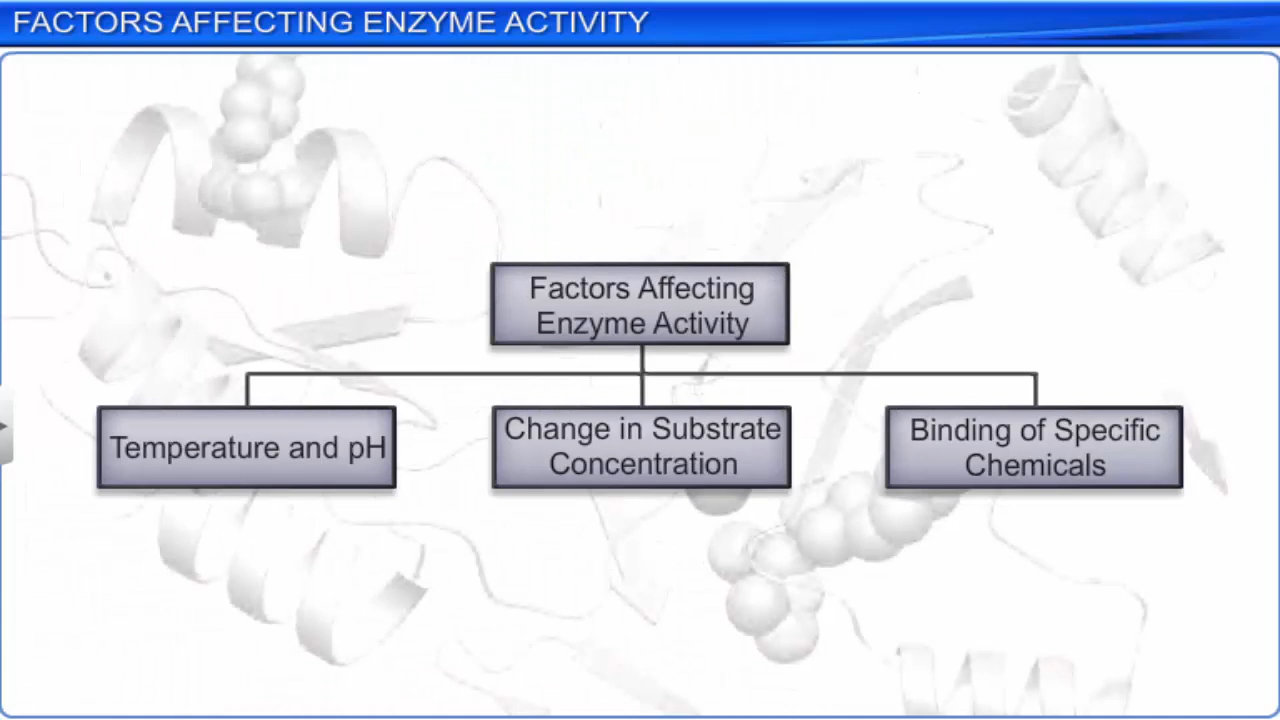 FACTORS AFFECTING ENZYME ACTIVITY
Factors Affecting
Enzyme Activity
Temperature and pH
Change in Substrate
Concentration
Binding of Specific
Chemicals